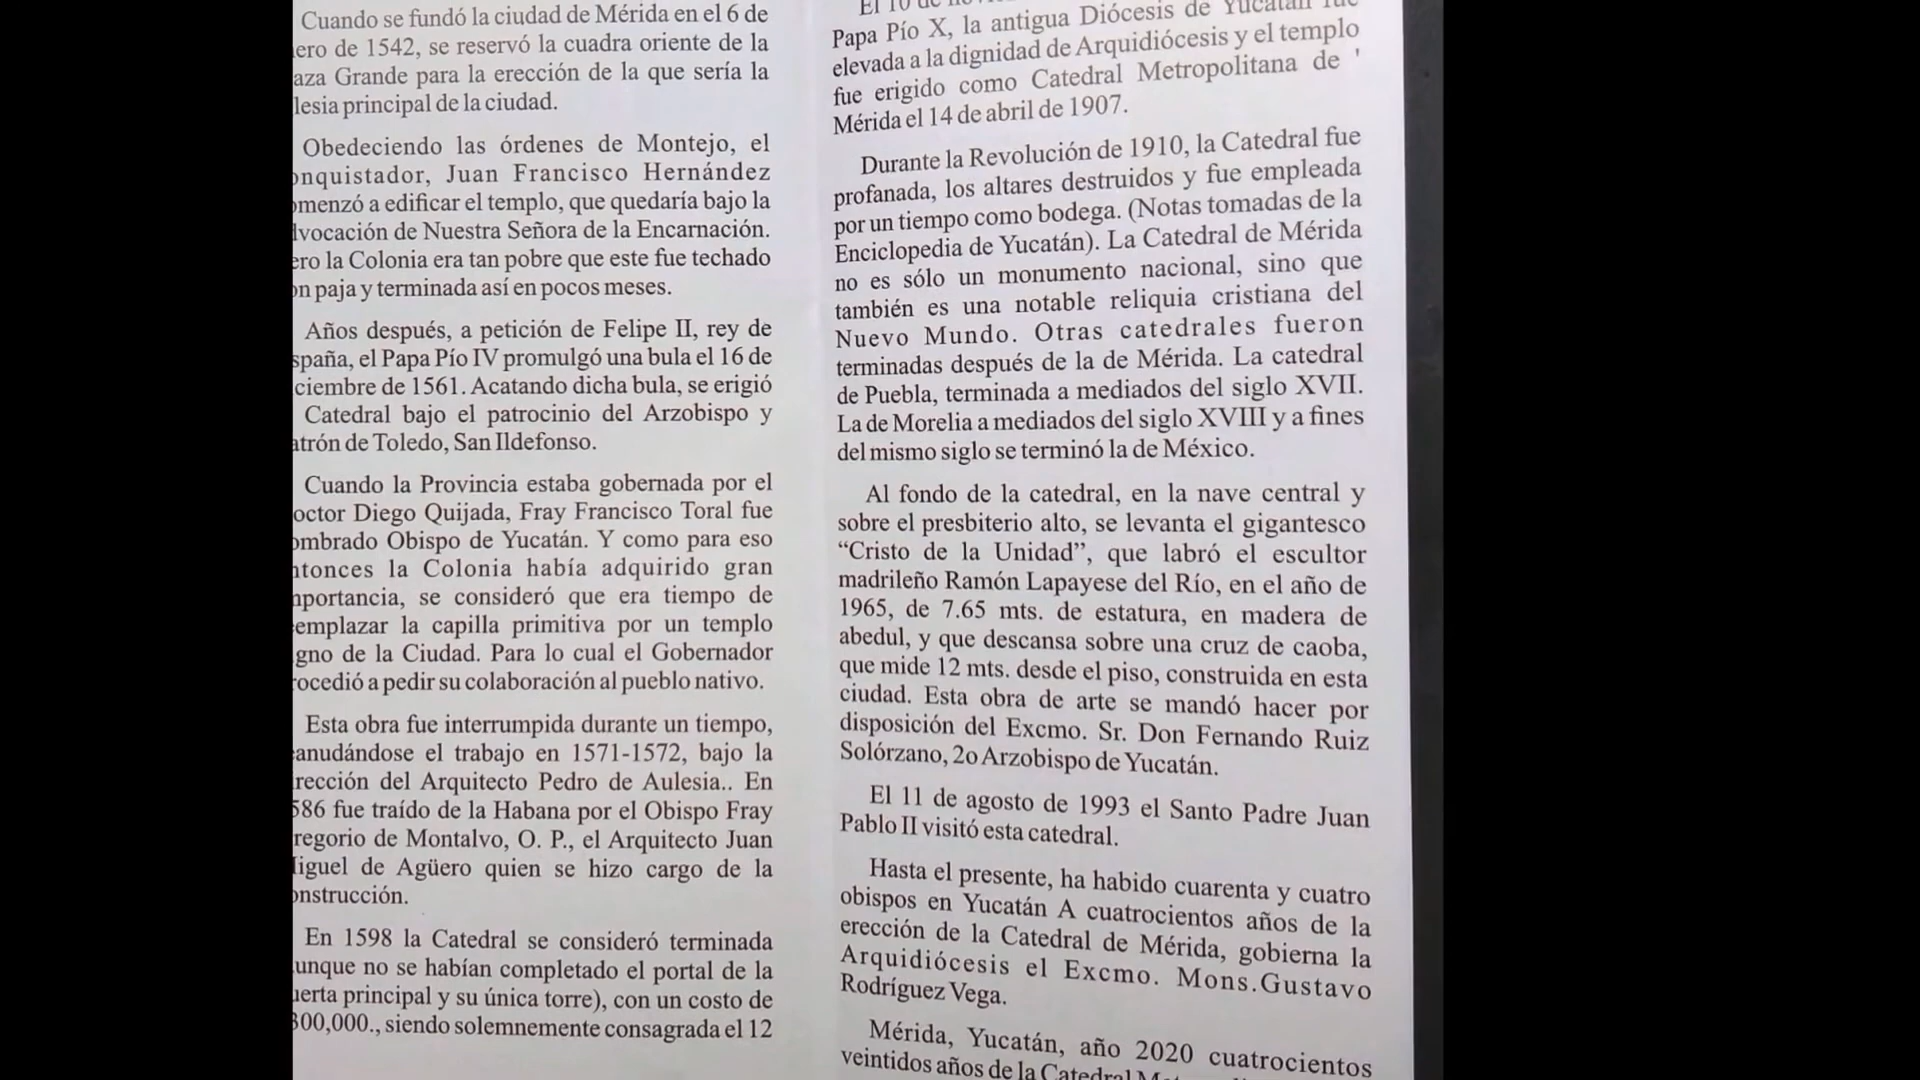 Cuando se fundó la ciudad de Mérida en el 6 de
ero de 1542, se reservó la cuadra oriente de la
aza Grande para la erección de la que sería la
lesia principal de la ciudad.
Obedeciendo las órdenes de Montejo, el
onquistador, Juan Francisco Hernández
omenzó a edificar el templo, que quedaría bajo la
dvocación de Nuestra Señora de la Encarnación.
ero la Colonia era tan pobre que este fue techado
on paja y terminada así en pocos meses.
Años después, a petición de Felipe II, rey de
spaña, el Papa Pío IV promulgó una bula el 16 de
ciembre de 1561. Acatando dicha bula, se erigió
Catedral bajo el patrocinio del Arzobispo y
atrón de Toledo, San Ildefonso.
Cuando la Provincia estaba gobernada por el
octor Diego Quijada, Fray Francisco Toral fue
ombrado Obispo de Yucatán. Y como para eso
ntonces la Colonia había adquirido gran
mportancia, se consideró que era tiempo de
emplazar la capilla primitiva por un templo
gno de la Ciudad. Para lo cual el Gobernador
rocedió a pedir su colaboración al pueblo nativo.
Esta obra fue interrumpida durante un tiempo,
anudándose el trabajo en 1571-1572, bajo la
rección del Arquitecto Pedro de Aulesia.. En
586 fue traído de la Habana por el Obispo Fray
regorio de Montalvo, O. P., el Arquitecto Juan
iguel de Agüero quien se hizo cargo de la
onstrucción.
En 1598 la Catedral se consideró terminada
unque no se habían completado el portal de la
uerta principal y su única torre), con un costo de
300,000., siendo solemnemente consagrada el 12
El 10 de
Papa Pío X, la antigua Diócesis de Yucatán fue
elevada a la dignidad de Arquidiócesis y el templo
fue erigido como Catedral Metropolitana de '
Mérida el 14 de abril de 1907.
Durante la Revolución de 1910, la Catedral fue
profanada, los altares destruidos y fue empleada
por un tiempo como bodega. (Notas tomadas de la
Enciclopedia de Yucatán). La Catedral de Mérida
no es sólo un monumento nacional, sino que
también es una notable reliquia cristiana del
Nuevo Mundo. Otras catedrales fueron
terminadas después de la de Mérida. La catedral
de Puebla, terminada a mediados del siglo XVII.
La de Morelia a mediados del siglo XVIII y a fines
del mismo siglo se terminó la de México.
Al fondo de la catedral, en la nave central y
sobre el presbiterio alto, se levanta el gigantesco
“Cristo de la Unidad”, que labró el escultor
madrileño Ramón Lapayese del Río, en el año de
1965, de 7.65 mts. de estatura, en madera de
abedul, y que descansa sobre una cruz de caoba,
que mide 12 mts. desde el piso, construida en esta
ciudad. Esta obra de arte se mandó hacer por
disposición del Excmo. Sr. Don Fernando Ruiz
Solórzano, 2o Arzobispo de Yucatán.
El 11 de agosto de 1993 el Santo Padre Juan
Pablo II visitó esta catedral.
Hasta el presente, ha habido cuarenta y cuatro
obispos en Yucatán A cuatrocientos años de la
erección de la Catedral de Mérida, gobierna la
Arquidiócesis el Excmo. Mons.Gustavo
Rodríguez Vega.
Mérida, Yucatán, año 2020 cuatrocientos
veintidos años de la Catedral